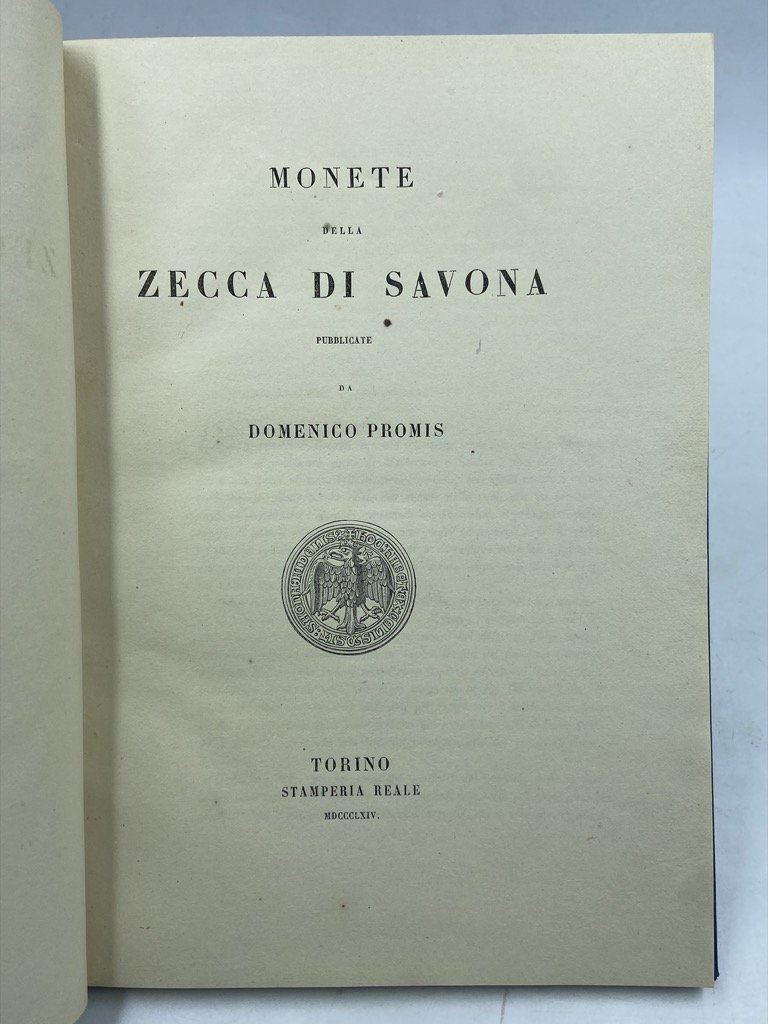 MONETE
DELLA
ZECCA DI SAVONA
PUBBLICATE
DA
DOMENICO PROMIS
TORINO
STAMPERIA REALE
MDCCCLXIV.